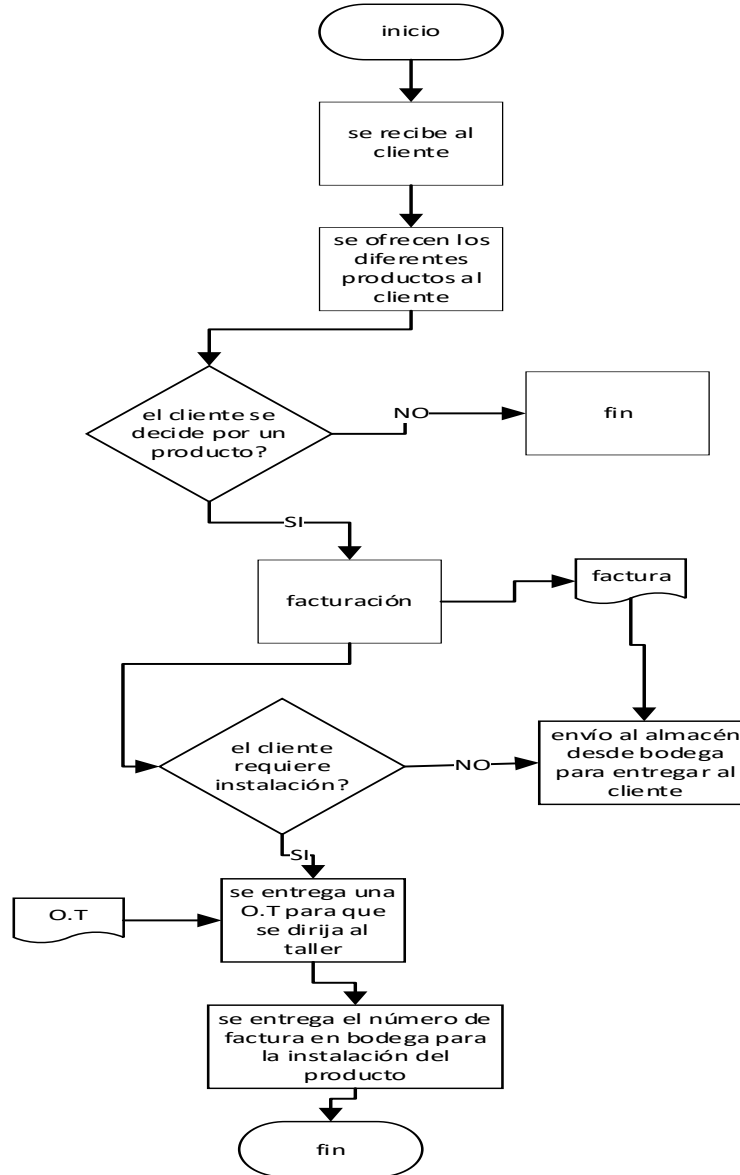 inicio
se recibe al
cliente
se ofrecen los
diferentes
productos al
cliente
el cliente se
decide por un
producto?
NO
fin
SI
facturación
factura
el cliente
requiere
instalación?
NO
envío al almacén
desde bodega
para entregar al
cliente
SI
O.T
se entrega una
O.T para que
se dirija al
taller
se entrega el número de
factura en bodega para
la instalación del
producto
fin